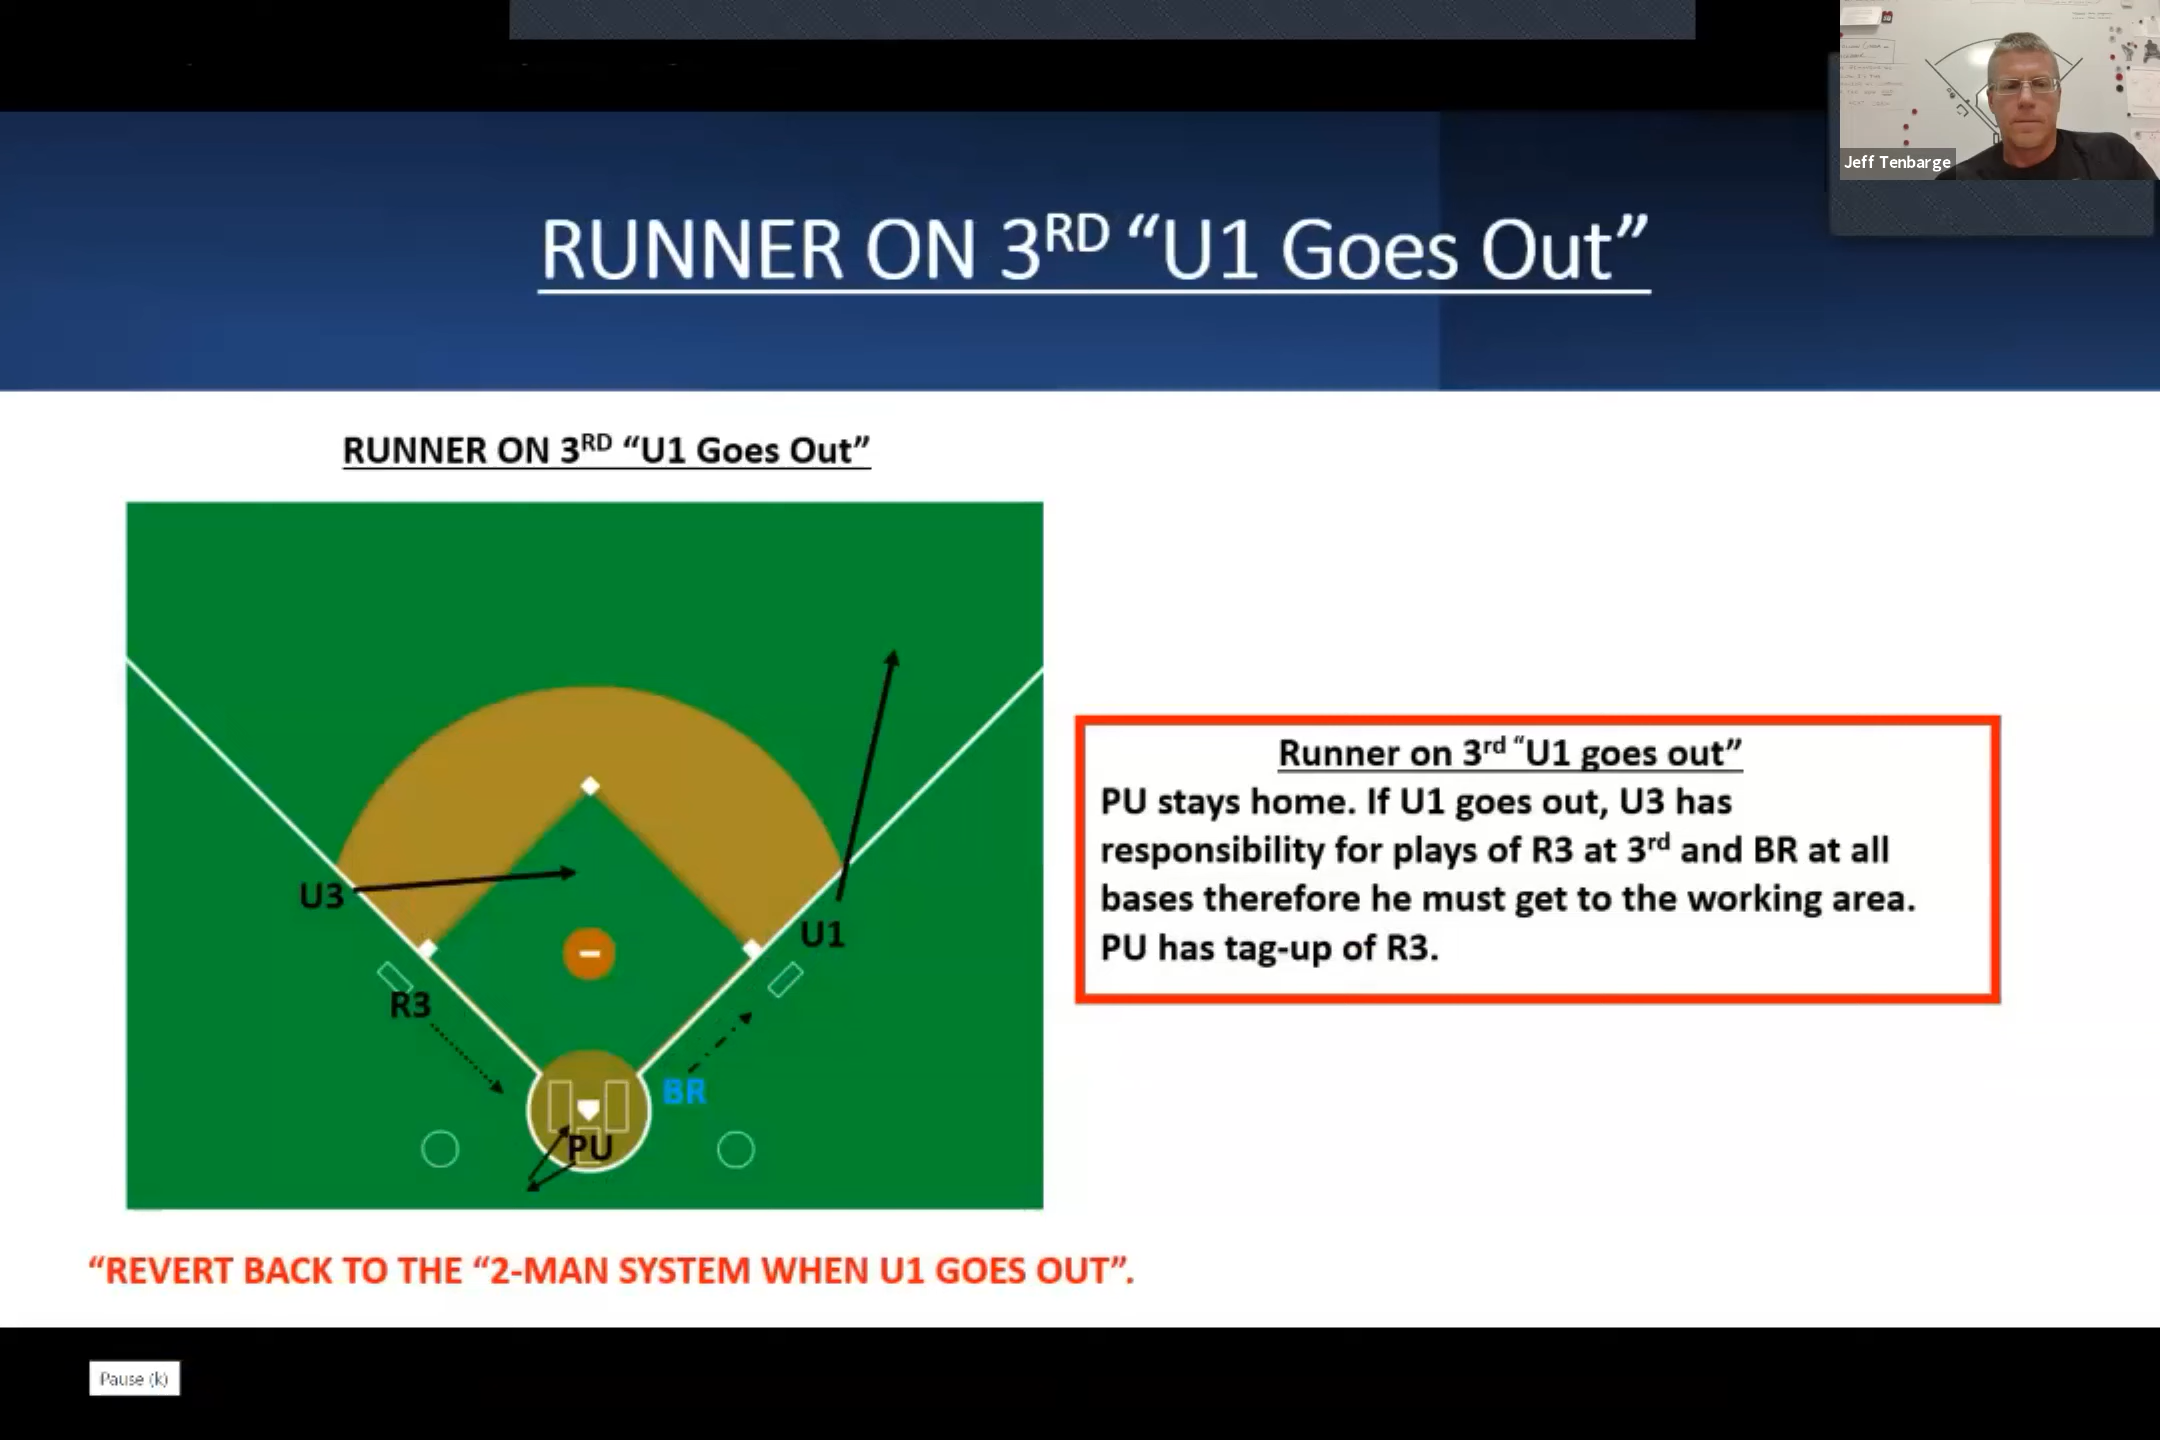 Jeff Tenbarge
RUNNER ON 3RD “U1 Goes Out”
RUNNER ON 3RD “U1 Goes Out”
U3
U1
R3
BR
PU
Runner on 3rd “U1 goes out”
PU stays home. If U1 goes out, U3 has
responsibility for plays of R3 at 3rd and BR at all
bases therefore he must get to the working area.
PU has tag-up of R3.
“REVERT BACK TO THE “2-MAN SYSTEM WHEN U1 GOES OUT”.
Pause (k)